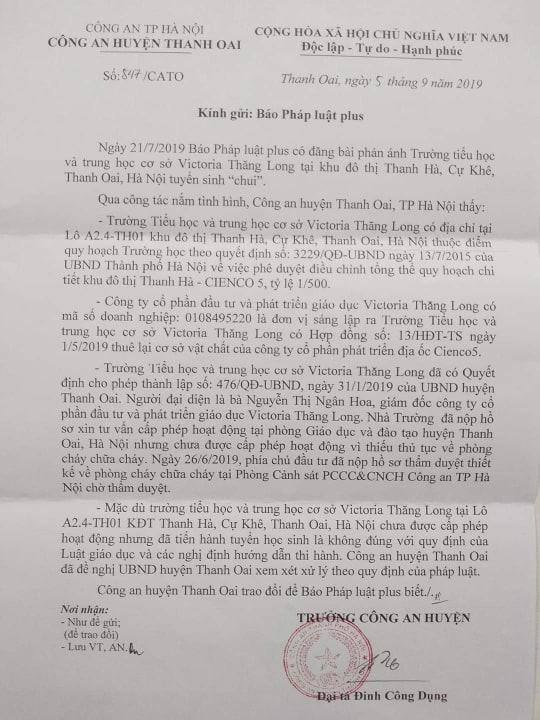 CÔNG AN TP HÀ NỘI
CÔNG AN HUYỆN THANH OAI
CỘNG HÒA XÃ HỘI CHỦ NGHĨA VIỆT NAM
Độc lập - Tự do - Hạnh phúc
Số: 847/CATO
Thanh Oai, ngày 5 tháng 9 năm 2019
Kính gửi: Báo Pháp luật plus
Ngày 21/7/2019 Báo Pháp luật plus có đăng bài phản ánh Trường tiểu học
và trung học cơ sở Victoria Thăng Long tại khu đô thị Thanh Hà, Cự Khê,
Thanh Oai, Hà Nội tuyển sinh “chui”.
Qua công tác nắm tình hình, Công an huyện Thanh Oai, TP Hà Nội thấy:
- Trường Tiểu học và trung học cơ sở Victoria Thăng Long có địa chỉ tại
Lô A2.4-TH01 khu đô thị Thanh Hà, Cự Khê, Thanh Oai, Hà Nội thuộc điểm
quy hoạch Trường học theo quyết định số: 3229/QĐ-UBND ngày 13/7/2015 của
UBND Thành phố Hà Nội về việc phê duyệt điều chỉnh tổng thể quy hoạch chi
tiết khu đô thị Thanh Hà - CIENCO 5, tỷ lệ 1/500.
- Công ty cổ phần đầu tư và phát triển giáo dục Victoria Thăng Long có
mã số doanh nghiệp: 0108495220 là đơn vị sáng lập ra Trường Tiểu học và
trung học cơ sở Victoria Thăng Long có Hợp đồng số: 13/HĐT-TS ngày
1/5/2019 thuê lại cơ sở vật chất của công ty cổ phần phát triển địa ốc Cienco5.
- Trường Tiểu học và trung học cơ sở Victoria Thăng Long đã có Quyết
định cho phép thành lập số: 476/QĐ-UBND, ngày 31/1/2019 của UBND huyện
Thanh Oai. Người đại diện là bà Nguyễn Thị Ngân Hoa, giám đốc công ty cổ
phần đầu tư và phát triển giáo dục Victoria Thăng Long. Nhà Trường đã nộp hồ
sơ xin tư vấn cấp phép hoạt động tại phòng Giáo dục và đào tạo huyện Thanh
Oai, Hà Nội nhưng chưa được cấp phép hoạt động vì thiếu thủ tục về phòng
cháy chữa cháy. Ngày 26/6/2019, phía chủ đầu tư đã nộp hồ sơ thẩm duyệt thiết
kế về phòng cháy chữa cháy tại Phòng Cảnh sát PCCC&CNCH Công an TP Hà
Nội chờ thẩm duyệt.
- Mặc dù trường tiểu học và trung học cơ sở Victoria Thăng Long tại Lô
A2.4-TH01 KĐT Thanh Hà, Cự Khê, Thanh Oai, Hà Nội chưa được cấp phép
hoạt động nhưng đã tiến hành tuyển học sinh là không đúng với quy định của
Luật giáo dục và các nghị định hướng dẫn thi hành. Công an huyện Thanh Oai
đã đề nghị UBND huyện Thanh Oai xem xét xử lý theo quy định của pháp luật.
Công an huyện Thanh Oai trao đổi để Báo Pháp luật plus biết./.
Nơi nhận:
- Như đề gửi;
(để trao đổi)
- Lưu VT, AN.
TRƯỞNG CÔNG AN HUYỆN
Đại tá Đinh Công Dụng